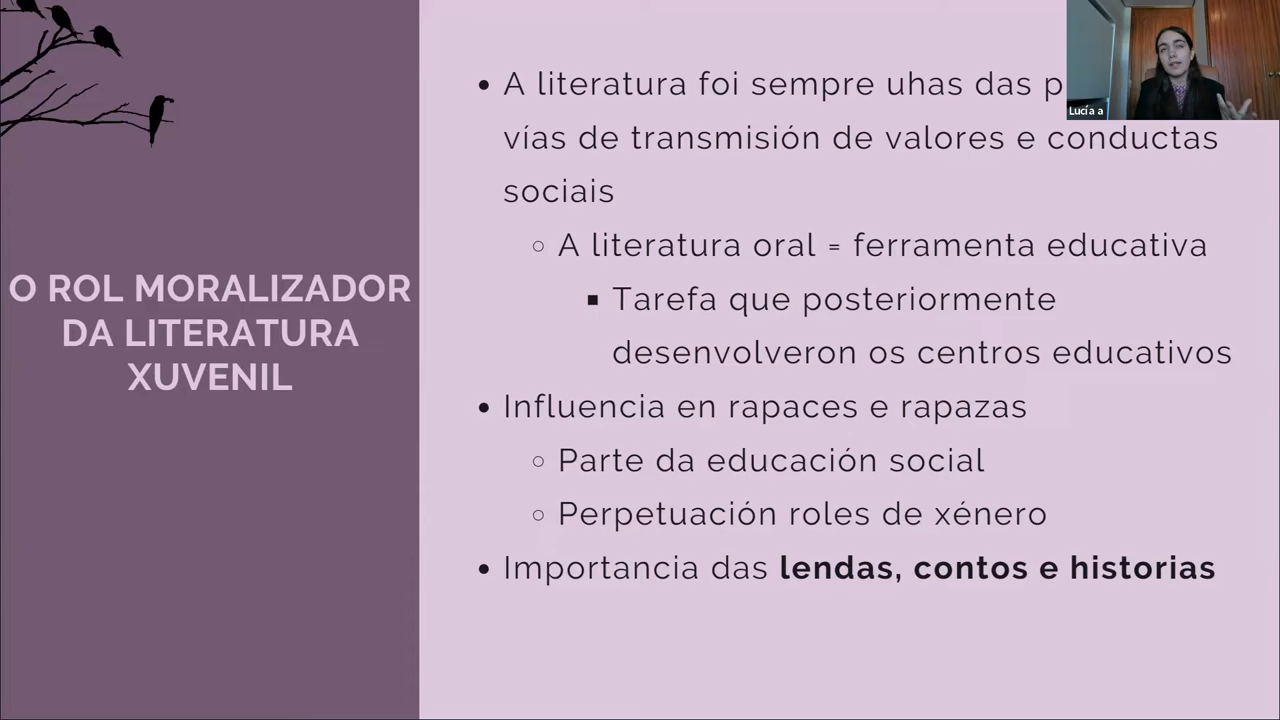 O ROL MORALIZADOR
DA LITERATURA
XUVENIL
A literatura foi sempre uhas das
vías de transmisión de valores e conductas
sociais
A literatura oral = ferramenta educativa
Tarefa que posteriormente
desenvolveron os centros educativos
Influencia en rapaces e rapazas
Parte da educación social
Perpetuación roles de xénero
Importancia das lendas, contos e historias
Lucía a